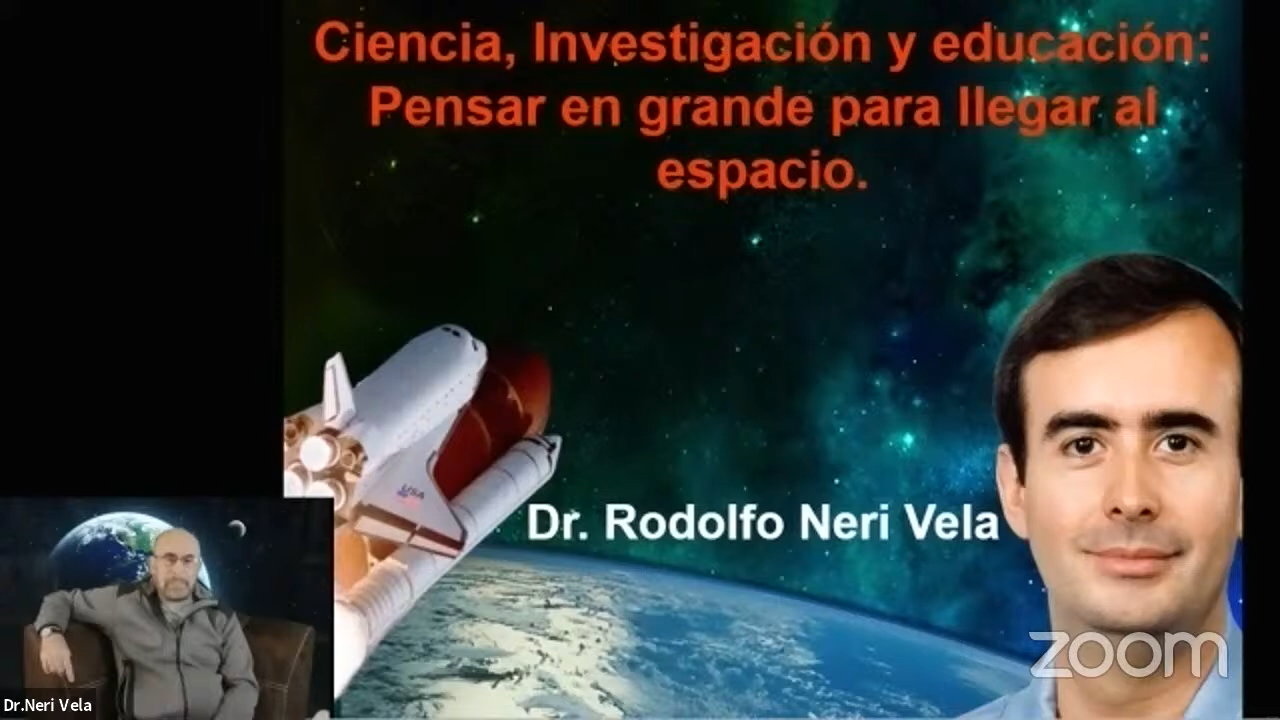 Ciencia, Investigación y educación:
Pensar en grande para llegar al
espacio.
USA
Dr. Rodolfo Neri Vela
zoom
Dr.Neri Vela